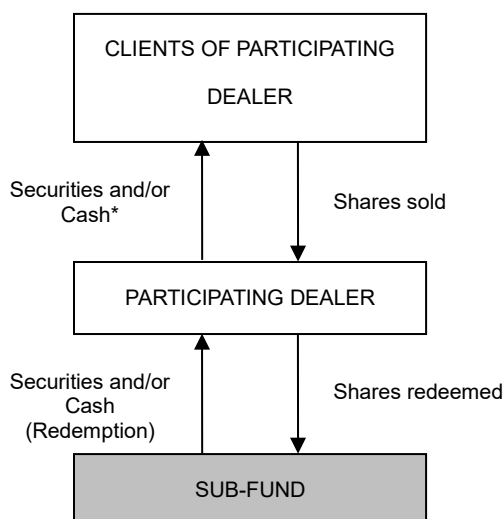 CLIENTS OF PARTICIPATING
DEALER
Securities and/or
Cash*
Shares sold
PARTICIPATING DEALER
Securities and/or
Cash
(Redemption)
Shares redeemed
SUB-FUND